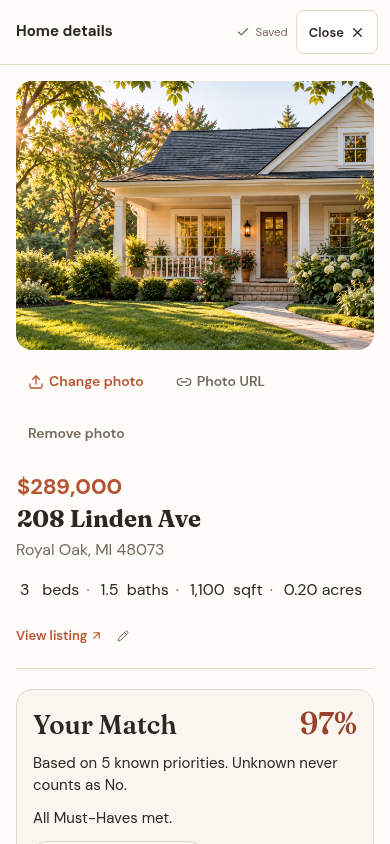 Home details
Saved
Close
Change photo
Photo URL
Remove photo
$289,000
208 Linden Ave
Royal Oak, MI 48073
3 beds · 1.5 baths · 1,100 sqft · 0.20 acres
View listing
Your Match
97%
Based on 5 known priorities. Unknown never
counts as No.
All Must-Haves met.